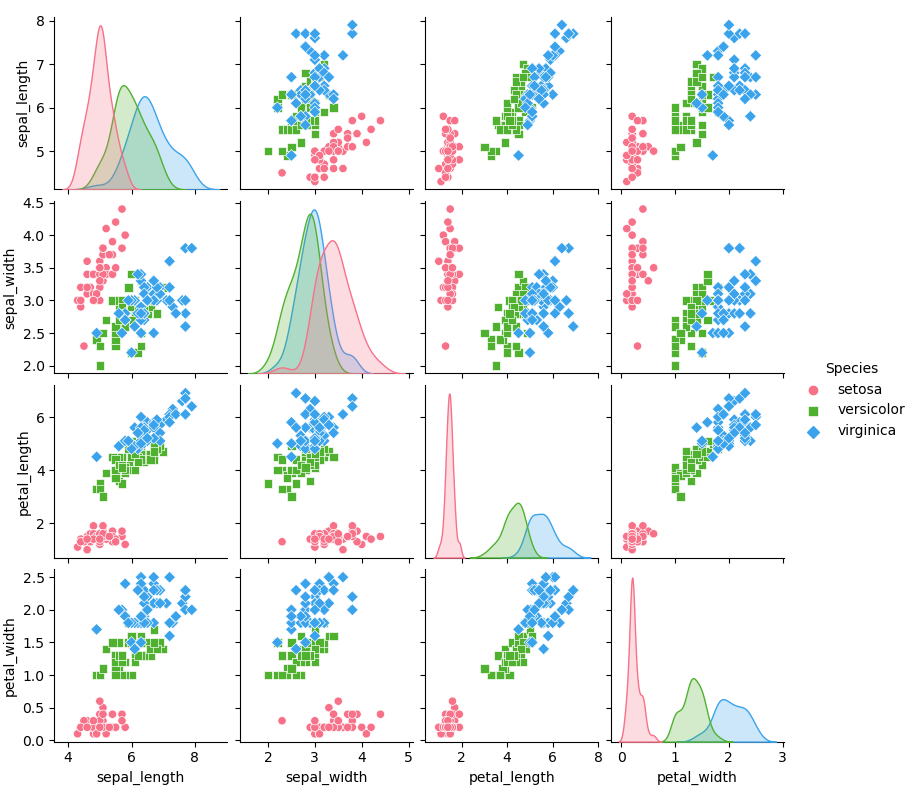 8
7
6
5
sepal_length
4.5
4.0
3.5
3.0
2.5
2.0
sepal_width
6
4
2
petal_length
2.5
2.0
1.5
1.0
0.5
0.0
petal_width
4 6 8
sepal_length
2 3 4 5
sepal_width
2 4 6 8
petal_length
0 1 2 3
petal_width
Species
setosa
versicolor
virginica